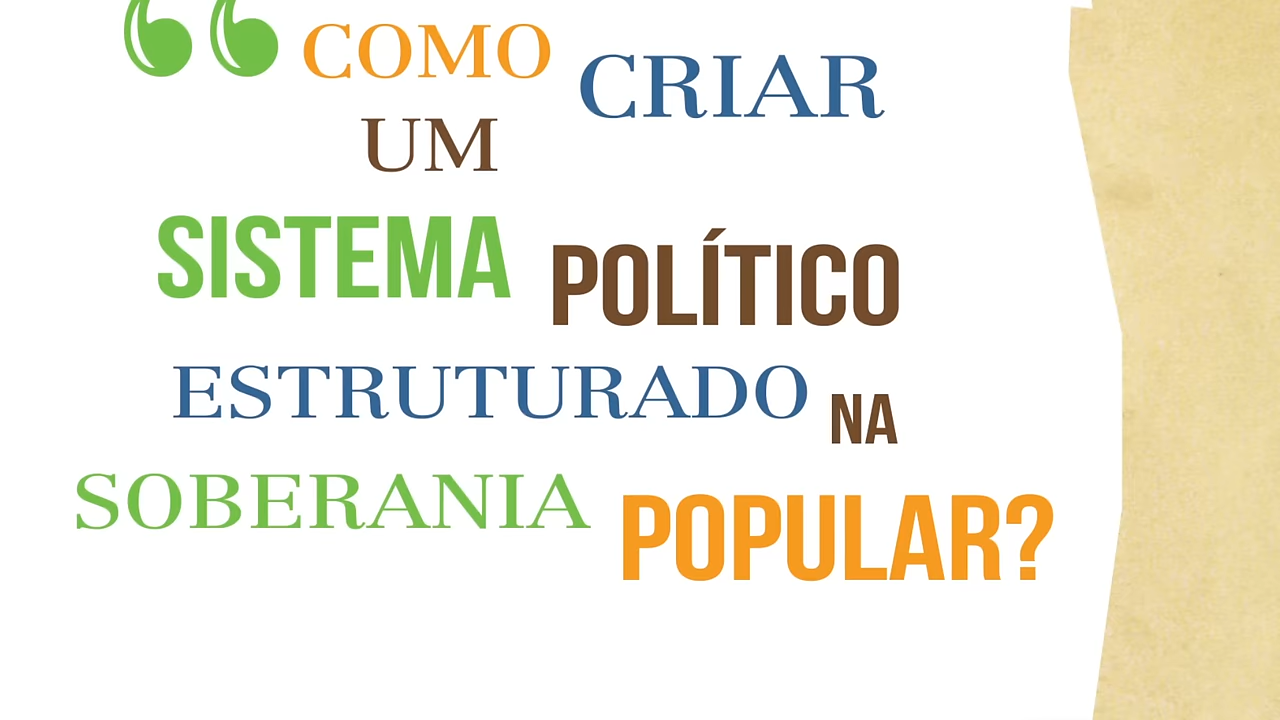 “COMO CRIAR
UM
SISTEMA POLÍTICO
ESTRUTURADO NA
SOBERANIA POPULAR?